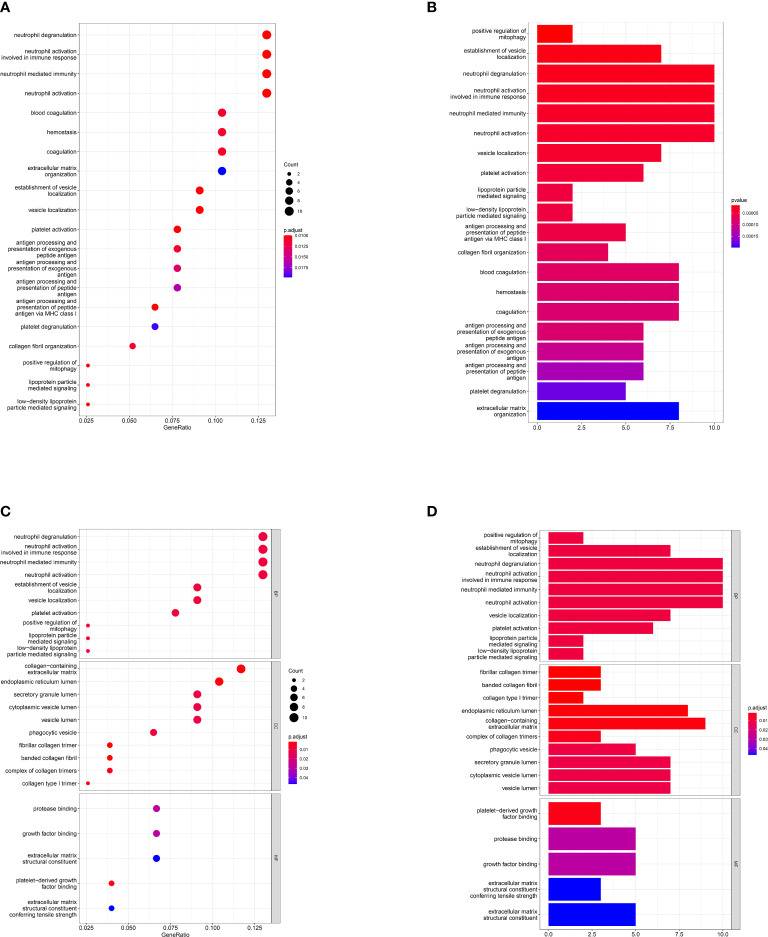 A
neutrophil degranulation
neutrophil activation
involved in immune response
neutrophil mediated immunity
neutrophil activation
blood coagulation
hemostasis
coagulation
extracellular matrix
organization
establishment of vesicle
localization
vesicle localization
platelet activation
antigen processing and
presentation of exogenous
peptide antigen
antigen processing and
presentation of exogenous
antigen
antigen processing and
presentation of peptide
antigen
antigen processing and
presentation of peptide
antigen via MHC class I
platelet degranulation
collagen fibril organization
positive regulation of
mitophagy
lipoprotein particle
mediated signaling
low−density lipoprotein
particle mediated signaling
0.025 0.050 0.075 0.100 0.125
GeneRatio
Count
2
4
6
8
10
p.adjust
0.0100
0.0125
0.0150
0.0175
B
positive regulation of
mitophagy
establishment of vesicle
localization
neutrophil degranulation
neutrophil activation
involved in immune response
neutrophil mediated immunity
neutrophil activation
vesicle localization
platelet activation
lipoprotein particle
mediated signaling
low−density lipoprotein
particle mediated signaling
antigen processing and
presentation of peptide
antigen via MHC class I
collagen fibril organization
blood coagulation
hemostasis
coagulation
antigen processing and
presentation of exogenous
peptide antigen
antigen processing and
presentation of exogenous
antigen
antigen processing and
presentation of peptide
antigen
platelet degranulation
extracellular matrix
organization
0.0 2.5 5.0 7.5 10.0
pvalue
0.00005
0.00010
0.00015
C
neutrophil degranulation
neutrophil activation
involved in immune response
neutrophil mediated immunity
neutrophil activation
establishment of vesicle
localization
vesicle localization
platelet activation
positive regulation of
mitophagy
lipoprotein particle
mediated signaling
low−density lipoprotein
particle mediated signaling
BP
collagen−containing
extracellular matrix
endoplasmic reticulum lumen
secretory granule lumen
cytoplasmic vesicle lumen
vesicle lumen
phagocytic vesicle
fibrillar collagen trimer
banded collagen fibril
complex of collagen trimers
collagen type I trimer
CC
protease binding
growth factor binding
extracellular matrix
structural constituent
platelet−derived growth
factor binding
extracellular matrix
structural constituent
conferring tensile strength
MF
0.025 0.050 0.075 0.100 0.125
GeneRatio
Count
2
4
6
8
10
p.adjust
0.01
0.02
0.03
0.04
D
positive regulation of
mitophagy
establishment of vesicle
localization
neutrophil degranulation
neutrophil activation
involved in immune response
neutrophil mediated immunity
neutrophil activation
vesicle localization
platelet activation
lipoprotein particle
mediated signaling
low−density lipoprotein
particle mediated signaling
BP
fibrillar collagen trimer
banded collagen fibril
collagen type I trimer
endoplasmic reticulum lumen
collagen−containing
extracellular matrix
complex of collagen trimers
phagocytic vesicle
secretory granule lumen
cytoplasmic vesicle lumen
vesicle lumen
CC
platelet−derived growth
factor binding
protease binding
growth factor binding
extracellular matrix
structural constituent
conferring tensile strength
extracellular matrix
structural constituent
MF
0.0 2.5 5.0 7.5 10.0
p.adjust
0.01
0.02
0.03
0.04